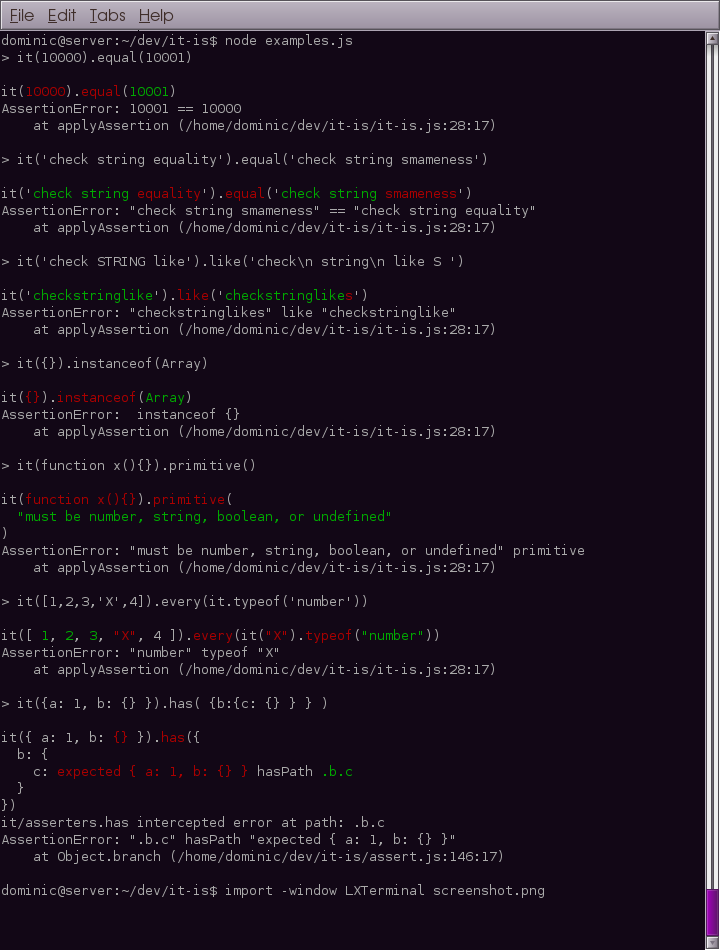 File Edit Tabs Help
dominic@server:~/dev/it-is$ node examples.js
> it(10000).equal(10001)
it(10000).equal(10001)
AssertionError: 10001 == 10000
    at applyAssertion (/home/dominic/dev/it-is/it-is.js:28:17)
> it('check string equality').equal('check string smameness')
it('check string equality').equal('check string smameness')
AssertionError: "check string smameness" == "check string equality"
    at applyAssertion (/home/dominic/dev/it-is/it-is.js:28:17)
> it('check STRING like').like('check\n string\n like S ')
it('checkstringlike').like('checkstringlikes')
AssertionError: "checkstringlikes" like "checkstringlike"
    at applyAssertion (/home/dominic/dev/it-is/it-is.js:28:17)
> it({}).instanceof(Array)
it({}).instanceof(Array)
AssertionError:  instanceof {}
    at applyAssertion (/home/dominic/dev/it-is/it-is.js:28:17)
> it(function x(){}).primitive()
it(function x(){}).primitive(
  "must be number, string, boolean, or undefined"
)
AssertionError: "must be number, string, boolean, or undefined" primitive
    at applyAssertion (/home/dominic/dev/it-is/it-is.js:28:17)
> it([1,2,3,'X',4]).every(it.typeof('number'))
it([ 1, 2, 3, "X", 4 ]).every(it("X").typeof("number"))
AssertionError: "number" typeof "X"
    at applyAssertion (/home/dominic/dev/it-is/it-is.js:28:17)
> it({a: 1, b: {} }).has( {b:{c: {} } } )
it({ a: 1, b: {} }).has({
  b: {
    c: expected { a: 1, b: {} } hasPath .b.c
  }
})
it/asserters.has intercepted error at path: .b.c
AssertionError: ".b.c" hasPath "expected { a: 1, b: {} }"
    at Object.branch (/home/dominic/dev/it-is/assert.js:146:17)
dominic@server:~/dev/it-is$ import -window LXTerminal screenshot.png